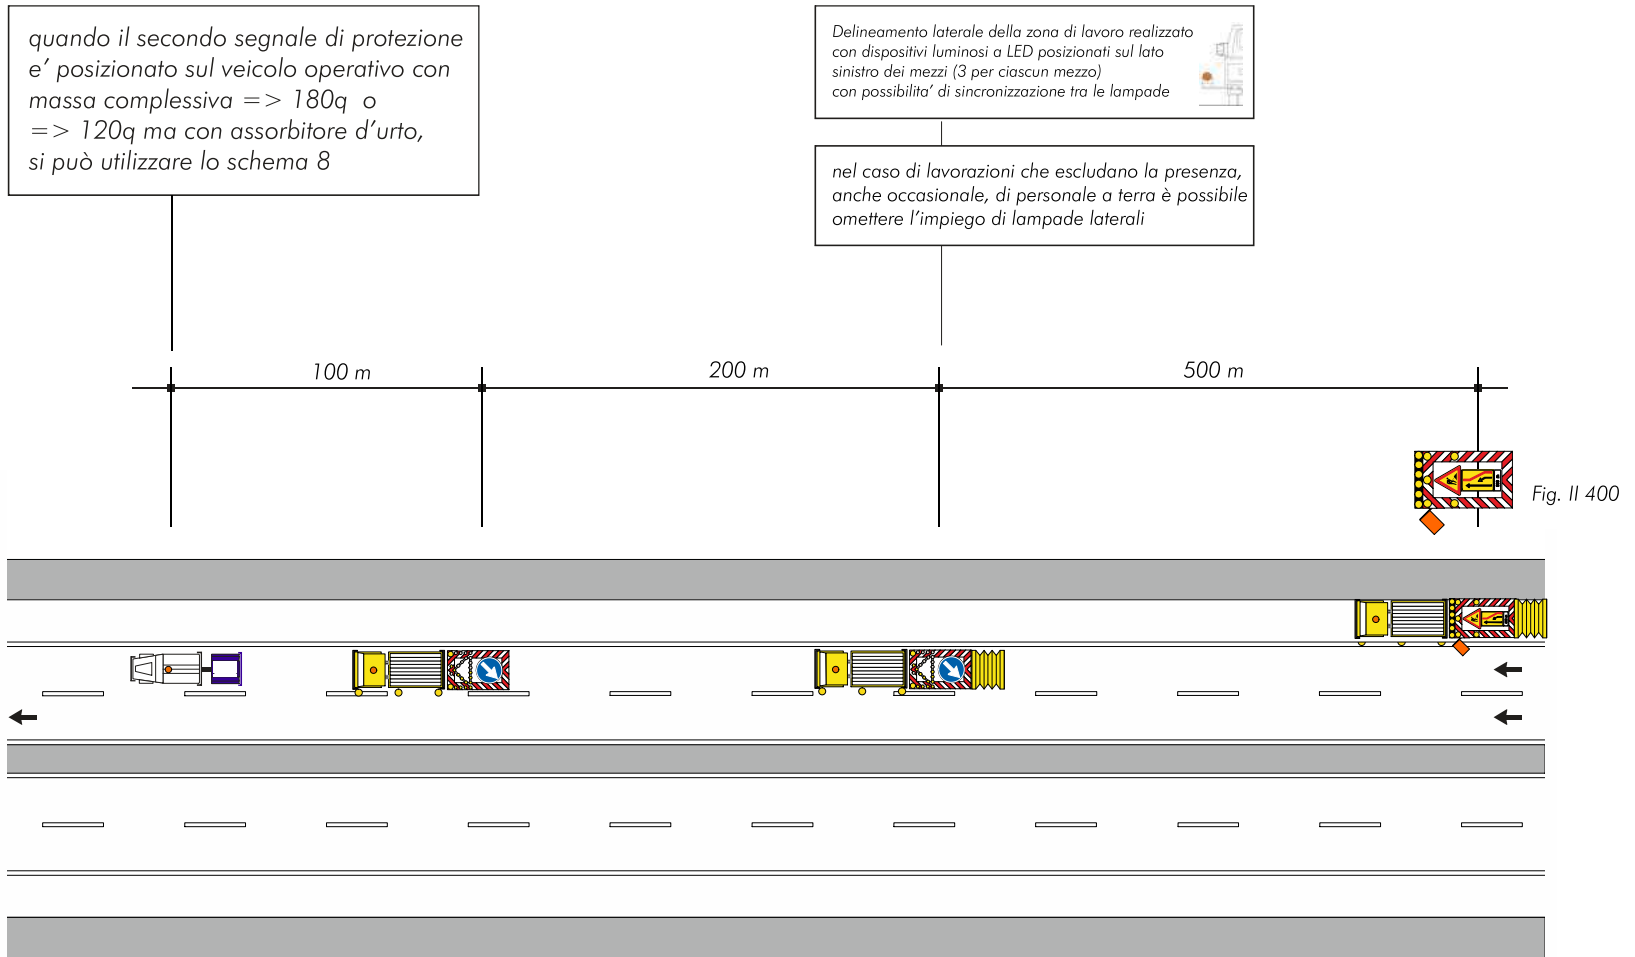 quando il secondo segnale di protezione
e' posizionato sul veicolo operativo con
massa complessiva => 180q o
=> 120q ma con assorbitore d'urto,
si può utilizzare lo schema 8
Delineamento laterale della zona di lavoro realizzato
con dispositivi luminosi a LED posizionati sul lato
sinistro dei mezzi (3 per ciascun mezzo)
con possibilita' di sincronizzazione tra le lampade
nel caso di lavorazioni che escludano la presenza,
anche occasionale, di personale a terra è possibile
omettere l'impiego di lampade laterali
100 m
200 m
500 m
Fig. II 400